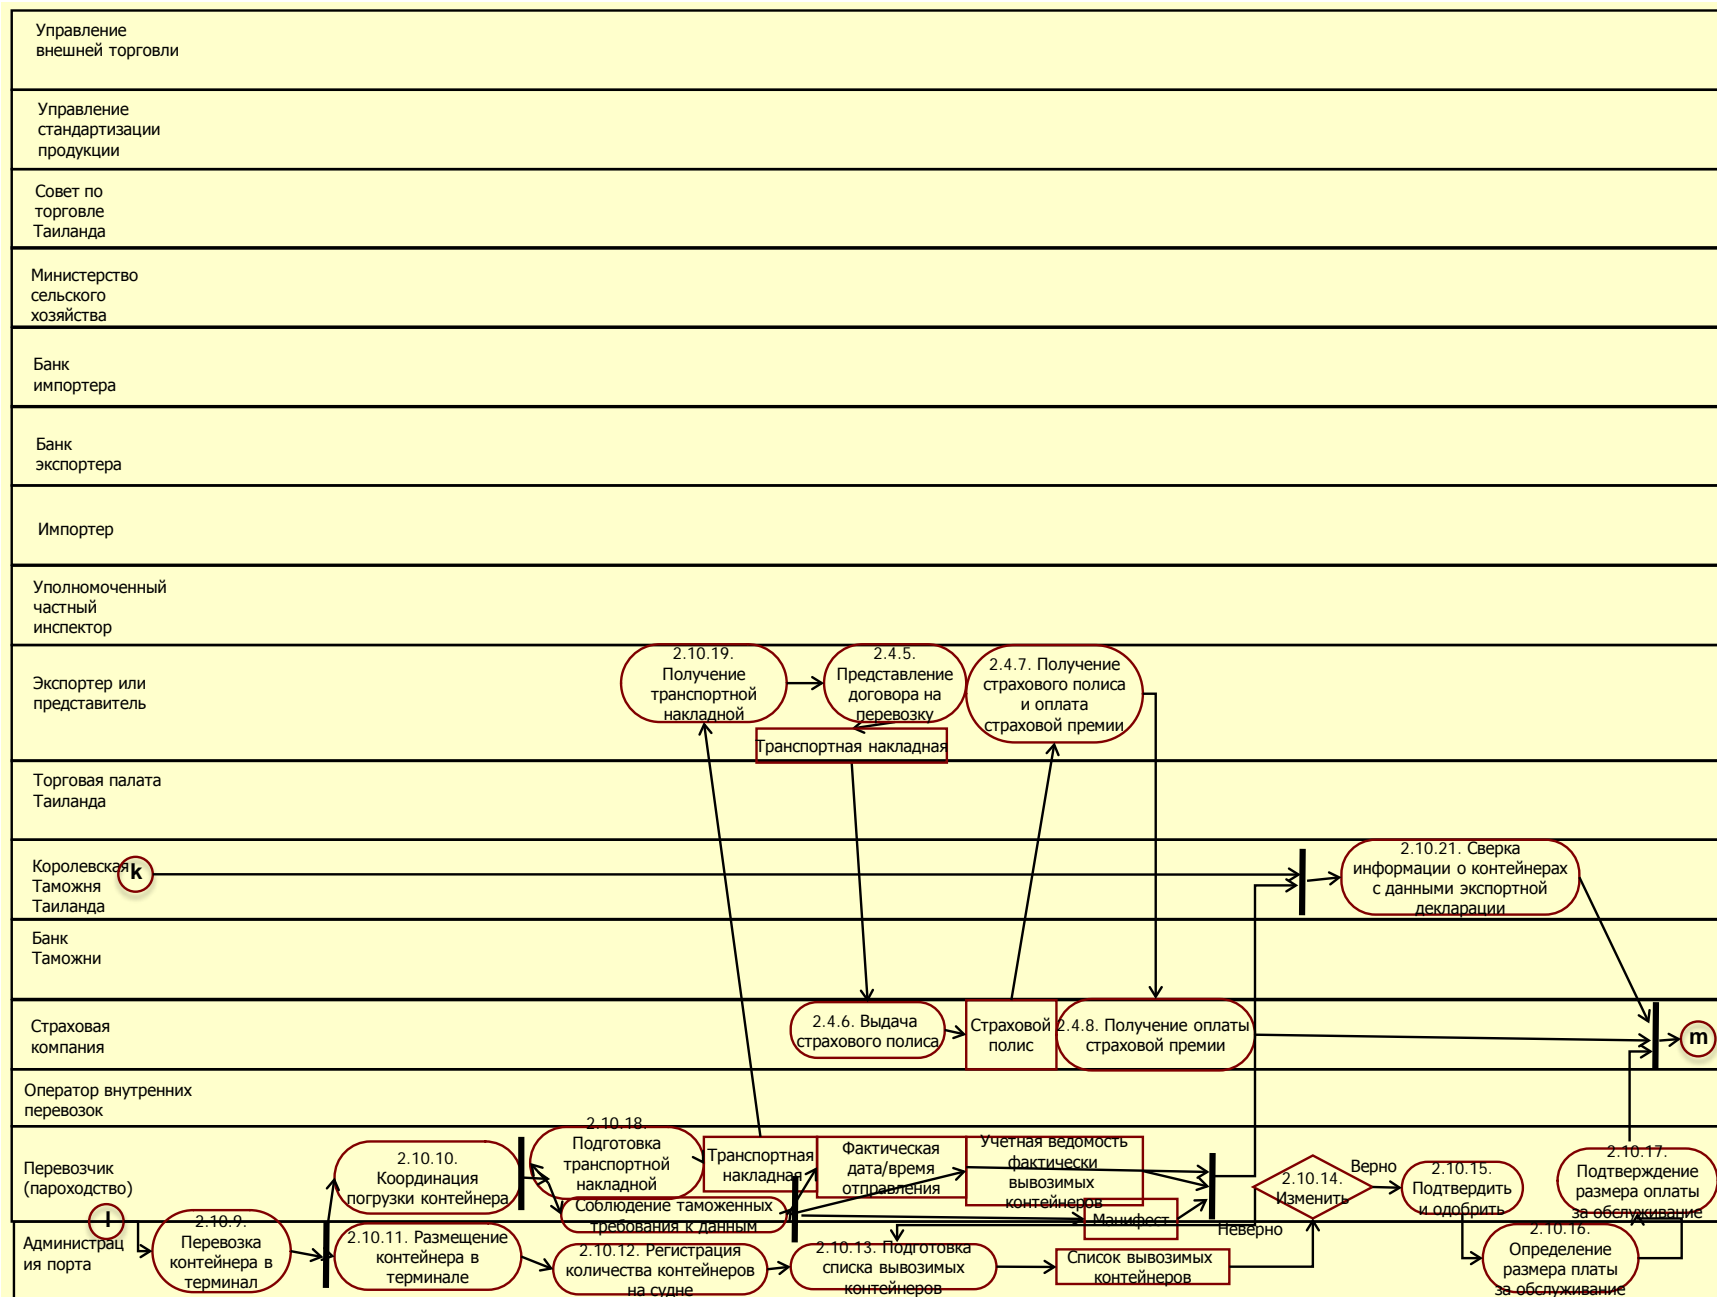 Управление
внешней торговли
Управление
стандартизации
продукции
Совет по
торговле
Таиланда
Министерство
сельского
хозяйства
Банк
импортера
Банк
экспортера
Импортер
Уполномоченный
частный
инспектор
Экспортер или
представитель
2.10.19.
Получение
транспортной
накладной
2.4.5.
Представление
договора на
перевозку
2.4.7. Получение
страхового полиса
и оплата
страховой премии
Транспортная накладная
Торговая палата
Таиланда
Королевская
Таможня
Таиланда
k
2.10.21. Сверка
информации о контейнерах
с данными экспортной
декларации
Банк
Таможни
Страховая
компания
2.4.6. Выдача
страхового полиса
Страховой
полис
2.4.8. Получение оплаты
страховой премии
m
Оператор внутренних
перевозок
Перевозчик
(пароходство)
2.10.10.
Координация
погрузки контейнера
2.10.18.
Подготовка
транспортной
накладной
Транспортная
накладная
Фактическая
дата/время
отправления
Учетная ведомость
фактически
вывозимых
контейнеров
Соблюдение таможенных
требования к данным
Манифест
2.10.14.
Изменить
Верно
Неверно
2.10.15.
Подтвердить
и одобрить
2.10.17.
Подтверждение
размера оплаты
за обслуживание
l
Администрац
ия порта
2.10.9.
Перевозка
контейнера в
терминал
2.10.11. Размещение
контейнера в
терминале
2.10.12. Регистрация
количества контейнеров
на судне
2.10.13. Подготовка
списка вывозимых
контейнеров
Список вывозимых
контейнеров
2.10.16.
Определение
размера платы
за обслуживание